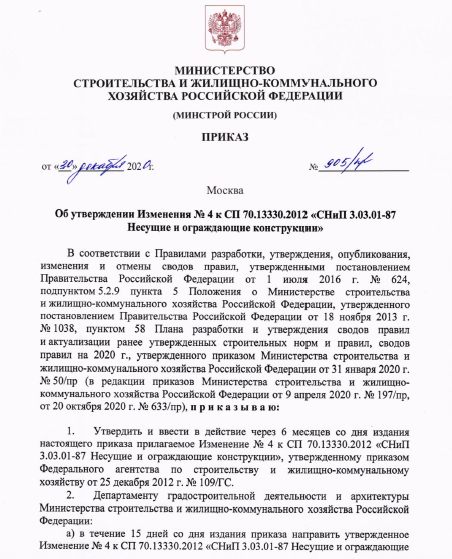 МИНИСТЕРСТВО
СТРОИТЕЛЬСТВА И ЖИЛИЩНО-КОММУНАЛЬНОГО
ХОЗЯЙСТВА РОССИЙСКОЙ ФЕДЕРАЦИИ
(МИНСТРОЙ РОССИИ)
ПРИКАЗ
от «30» декабря 2020г. № 905/пр
Москва
Об утверждении Изменения № 4 к СП 70.13330.2012 «СНиП 3.03.01-87
Несущие и ограждающие конструкции»
В соответствии с Правилами разработки, утверждения, опубликования,
изменения и отмены сводов правил, утвержденными постановлением
Правительства Российской Федерации от 1 июля 2016 г. № 624,
подпунктом 5.2.9 пункта 5 Положения о Министерстве строительства
и жилищно-коммунального хозяйства Российской Федерации, утвержденного
постановлением Правительства Российской Федерации от 18 ноября 2013 г.
№ 1038, пунктом 58 Плана разработки и утверждения сводов правил
и актуализации ранее утвержденных строительных норм и правил, сводов
правил на 2020 г., утвержденного приказом Министерства строительства и
жилищно-коммунального хозяйства Российской Федерации от 31 января 2020 г.
№ 50/пр (в редакции приказов Министерства строительства и жилищно-
коммунального хозяйства Российской Федерации от 9 апреля 2020 г. № 197/пр,
от 20 октября 2020 г. № 633/пр), приказываю:
1. Утвердить и ввести в действие через 6 месяцев со дня издания
настоящего приказа прилагаемое Изменение № 4 к СП 70.13330.2012 «СНиП
3.03.01-87 Несущие и ограждающие конструкции», утвержденному приказом
Федерального агентства по строительству и жилищно-коммунальному
хозяйству от 25 декабря 2012 г. № 109/ГС.
2. Департаменту градостроительной деятельности и архитектуры
Министерства строительства и жилищно-коммунального хозяйства Российской
Федерации:
а) в течение 15 дней со дня издания приказа направить утвержденное
Изменение № 4 к СП 70.13330.2012 «СНиП 3.03.01-87 Несущие и ограждающие